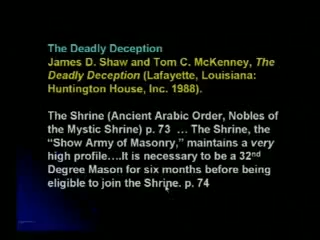 The Deadly Deception
James D. Shaw and Tom C. McKenney, The
Deadly Deception (Lafayette, Louisiana:
Huntington House, Inc. 1988).
The Shrine (Ancient Arabic Order, Nobles of
the Mystic Shrine) p. 73 … The Shrine, the
“Show Army of Masonry,” maintains a very
high profile….It is necessary to be a 32nd
Degree Mason for six months before being
eligible to join the Shrine. p. 74